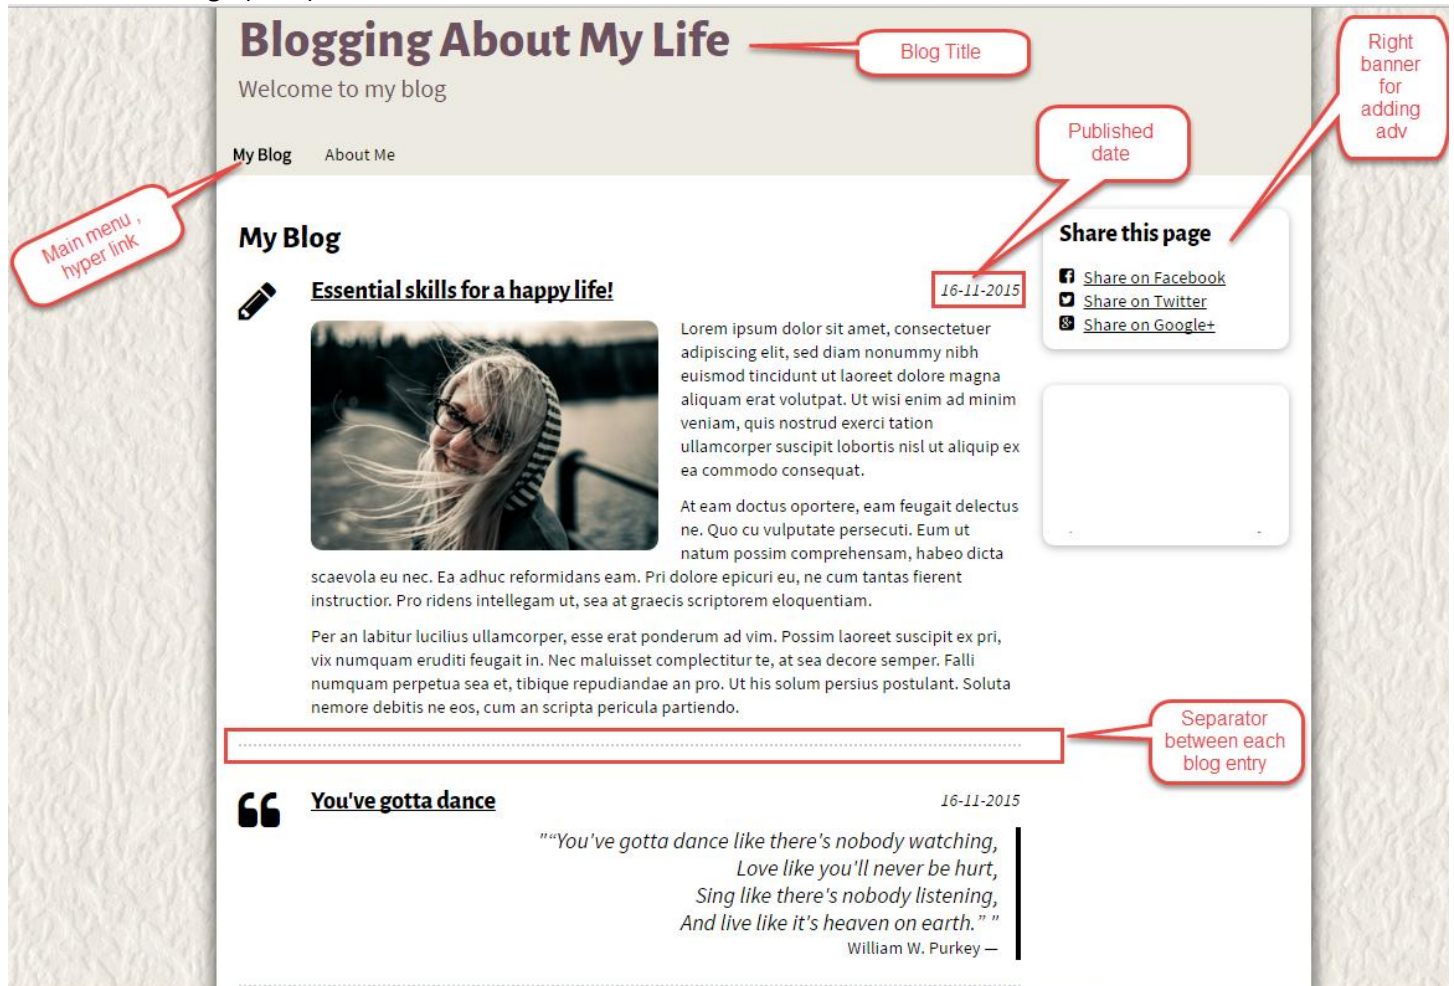 Blogging About My Life
Blog Title
Right
banner
for
adding
adv
Welcome to my blog
Published
date
My Blog
About Me
Main menu ,
hyper link
My Blog
Share this page
Essential skills for a happy life!
16-11-2015
Share on Facebook
Share on Twitter
Share on Google+
Lorem ipsum dolor sit amet, consectetuer
adipiscing elit, sed diam nonummy nibh
euismod tincidunt ut laoreet dolore magna
aliquam erat volutpat. Ut wisi enim ad minim
veniam, quis nostrud exerci tation
ullamcorper suscipit lobortis nisl ut aliquip ex
ea commodo consequat.
At eam doctus oportere, eam feugait delectus
ne. Quo cu vulputate persecuti. Eum ut
natum possim comprehensam, habeo dicta
scaevola eu nec. Ea adhuc reformidans eam. Pri dolore epicuri eu, ne cum tantas fierent
instructior. Pro ridens intellegam ut, sea at graecis scriptorem eloquentiam.
Per an labitur lucilius ullamcorper, esse erat ponderum ad vim. Possim laoreet suscipit ex pri,
vix numquam eruditi feugait in. Nec maluisset complectitur te, at sea decore semper. Falli
numquam perpetua sea et, tibique repudiandae an pro. Ut his solum persius postulant. Soluta
nemore debitis ne eos, cum an scripta pericula partiendo.
Separator
between each
blog entry
You've gotta dance
16-11-2015
"“You've gotta dance like there's nobody watching,
Love like you'll never be hurt,
Sing like there's nobody listening,
And live like it's heaven on earth.” "
William W. Purkey —